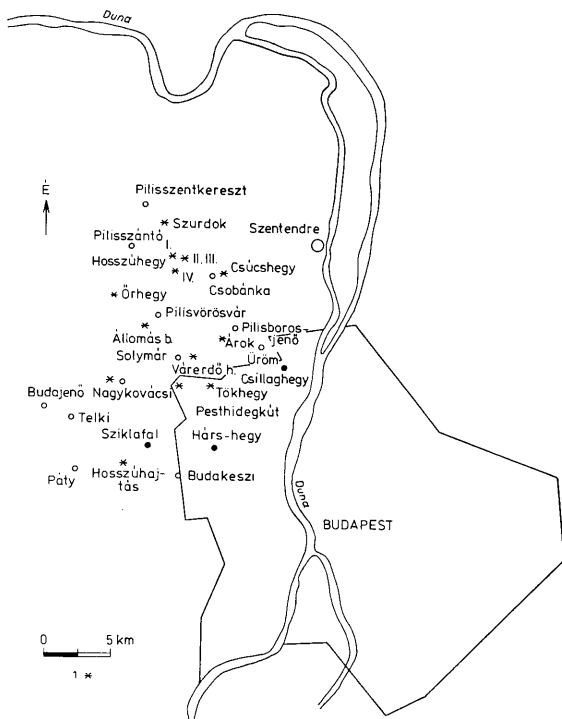 Duna
É
Pilisszentkereszt
Szurdok
Szentendre
Pilisszántó
I.
II. III.
Hosszúhegy
Csúcshegy
IV.
Csobánka
Őrhegy
Pilisvörösvár
Pilisboros-
jenő
Állomás b.
Árok
Solymár
Üröm
Várerdő h.
Csillaghegy
Budajenő
Nagykovácsi
Tökhegy
Telki
Pesthidegkút
Sziklafal
Hárs-hegy
Páty
Hosszúhaj-
tás
Budakeszi
Duna
BUDAPEST
0 5 km
1 *